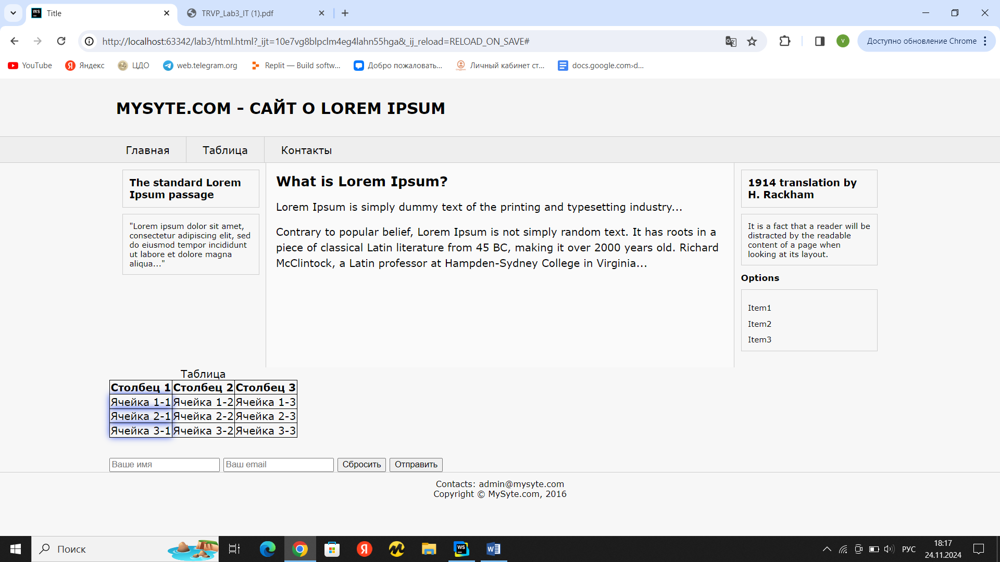 Title
TRVP_Lab3_IT (1).pdf
http://localhost:63342/lab3/html.html?_ijt=10e7vg8blpclm4eg4lahn55hga&_ij_reload=RELOAD_ON_SAVE#
V
Доступно обновление Chrome
YouTube
Яндекс
ЦДО
web.telegram.org
Replit — Build softw...
Добро пожаловать...
Личный кабинет ст...
docs.google.com›d...
MYSYTE.COM – САЙТ О LOREM IPSUM
Главная
Таблица
Контакты
The standard Lorem
Ipsum passage
"Lorem ipsum dolor sit amet,
consectetur adipiscing elit, sed
do eiusmod tempor incididunt
ut labore et dolore magna
aliqua..."
What is Lorem Ipsum?
Lorem Ipsum is simply dummy text of the printing and typesetting industry...
Contrary to popular belief, Lorem Ipsum is not simply random text. It has roots in a
piece of classical Latin literature from 45 BC, making it over 2000 years old. Richard
McClintock, a Latin professor at Hampden-Sydney College in Virginia...
1914 translation by
H. Rackham
It is a fact that a reader will be
distracted by the readable
content of a page when
looking at its layout.
Options
Item1
Item2
Item3
Таблица
Столбец 1 Столбец 2 Столбец 3
Ячейка 1-1 Ячейка 1-2 Ячейка 1-3
Ячейка 2-1 Ячейка 2-2 Ячейка 2-3
Ячейка 3-1 Ячейка 3-2 Ячейка 3-3
Ваше имя
Ваш email
Сбросить
Отправить
Contacts: admin@mysyte.com
Copyright © MySyte.com, 2016
Поиск
РУС
18:17
24.11.2024